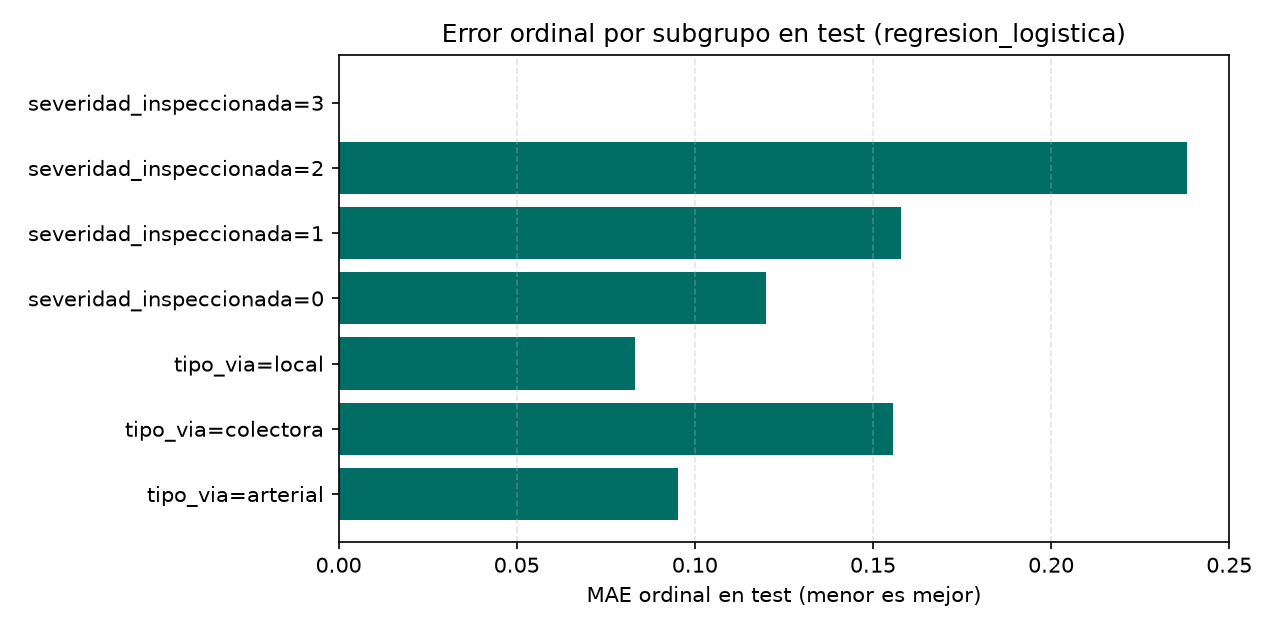 Error ordinal por subgrupo en test (regresion_logistica)
severidad_inspeccionada=3
severidad_inspeccionada=2
severidad_inspeccionada=1
severidad_inspeccionada=0
tipo_via=local
tipo_via=colectora
tipo_via=arterial
0.00 0.05 0.10 0.15 0.20 0.25
MAE ordinal en test (menor es mejor)